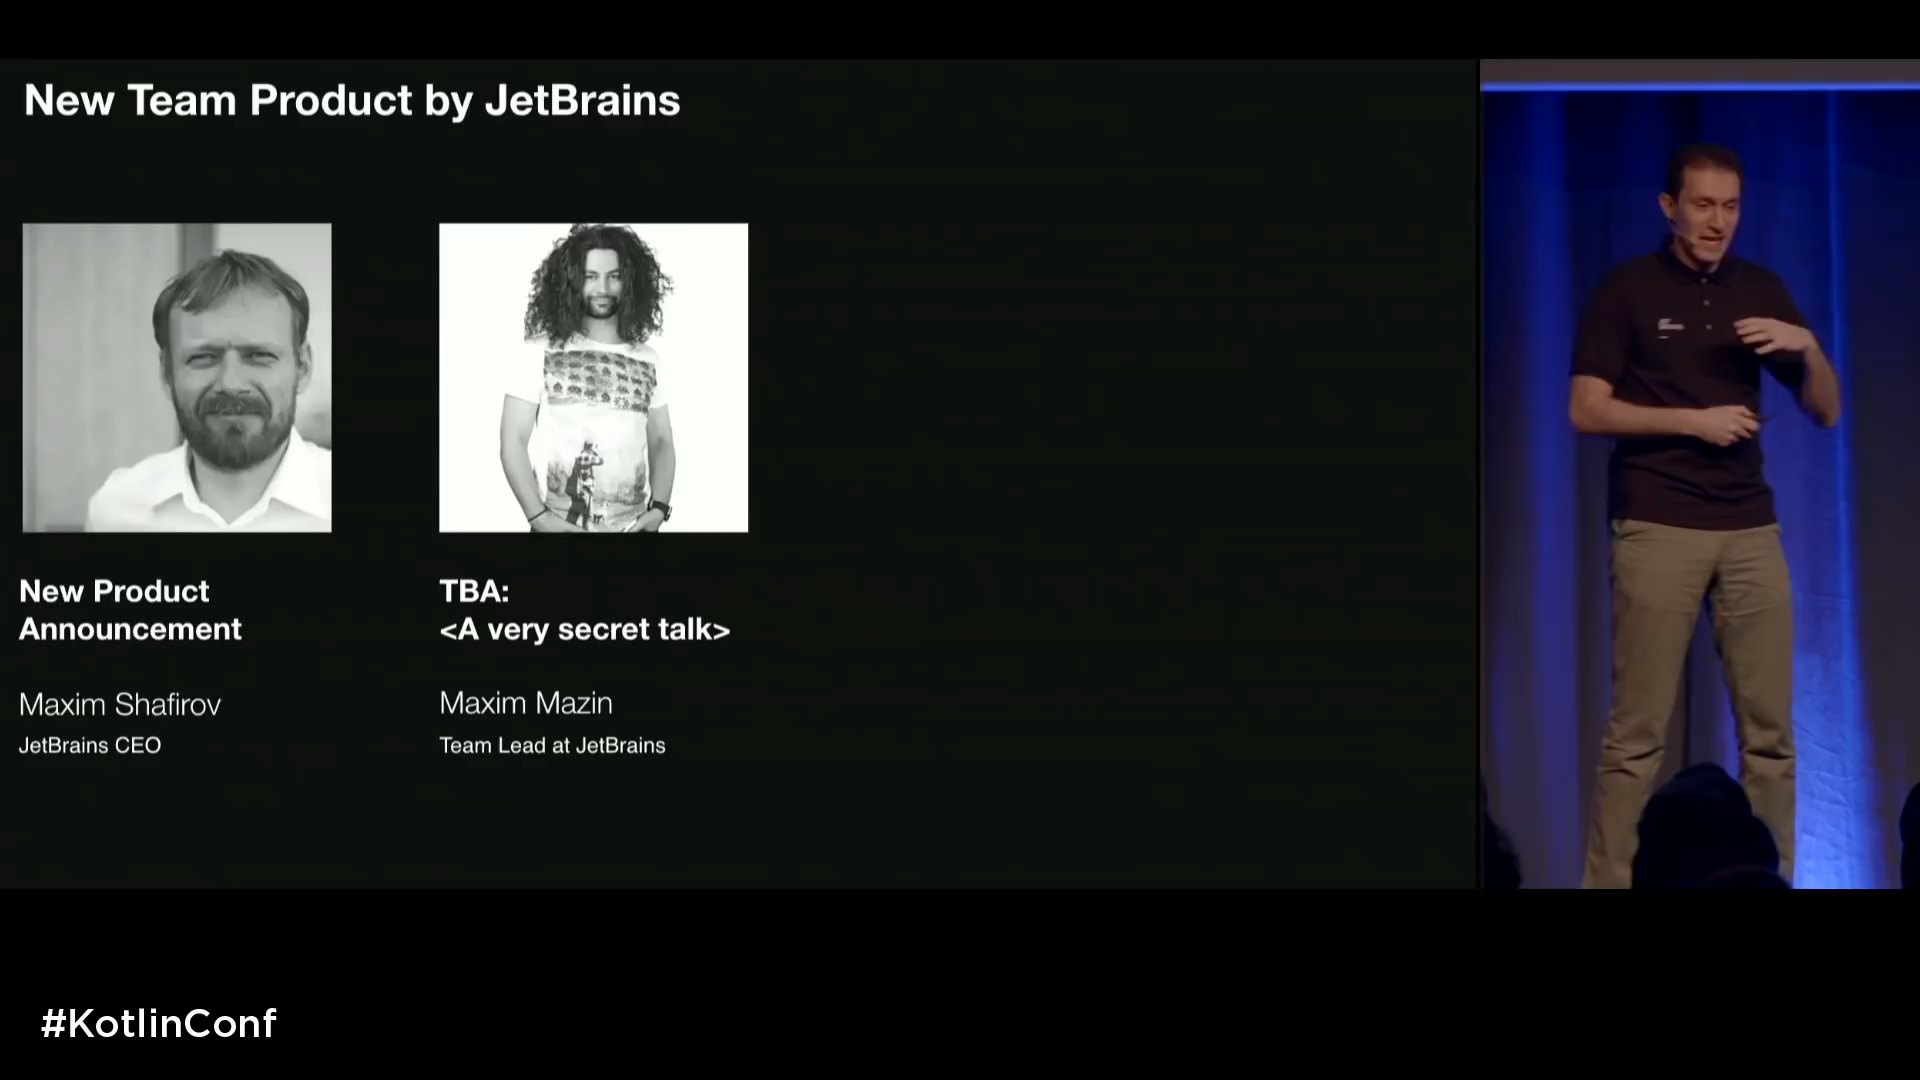 New Team Product by JetBrains
New Product
Announcement
Maxim Shafirov
JetBrains CEO
TBA:
<A very secret talk>
Maxim Mazin
Team Lead at JetBrains
#KotlinConf